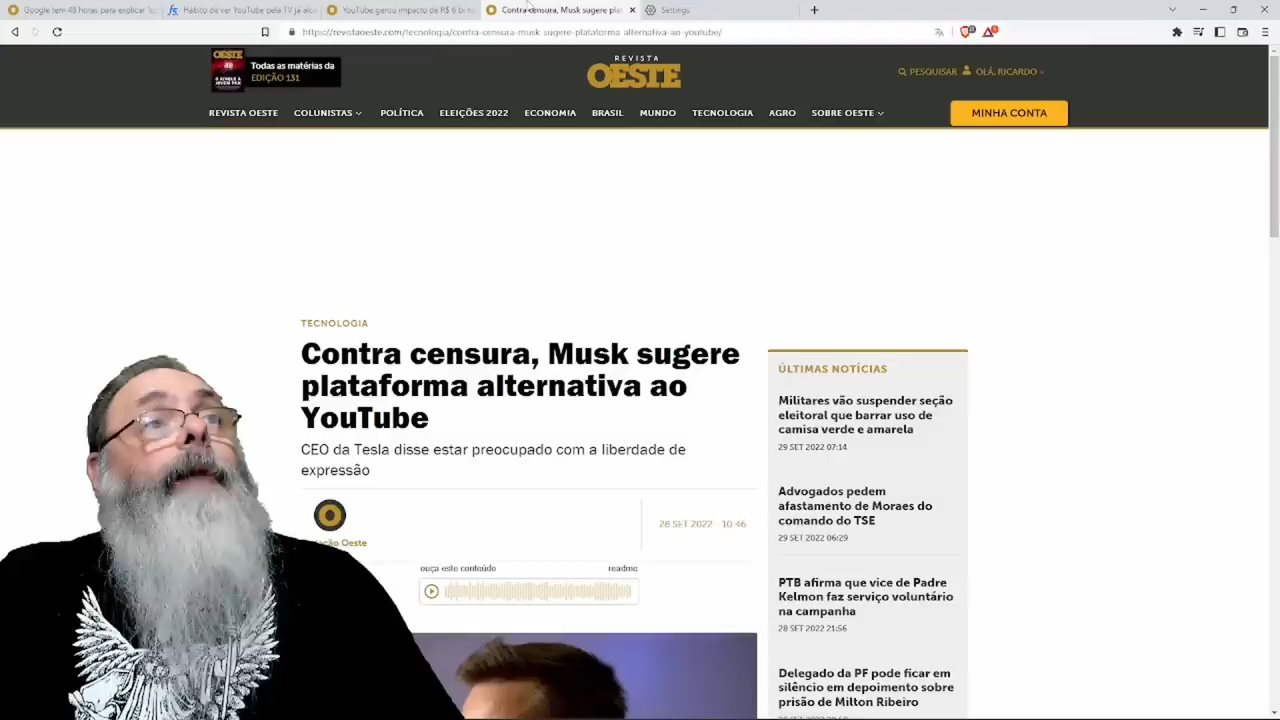 Google tem 48 horas para explicar 'cc
Hábito de ver YouTube pela TV já alc
YouTube gerou impacto de R$ 6 bi n
Contra censura, Musk sugere pla
Settings
https://revistaoeste.com/tecnologia/contra-censura-musk-sugere-plataforma-alternativa-ao-youtube/
OESTE
Todas as matérias da
EDIÇÃO 131
REVISTA
OESTE
PESQUISAR
OLÁ, RICARDO
REVISTA OESTE
COLUNISTAS
POLÍTICA
ELEIÇÕES 2022
ECONOMIA
BRASIL
MUNDO
TECNOLOGIA
AGRO
SOBRE OESTE
MINHA CONTA
TECNOLOGIA
Contra censura, Musk sugere
plataforma alternativa ao
YouTube
CEO da Tesla disse estar preocupado com a liberdade de
expressão
ção Oeste
28 SET 2022 10:46
ouça este conteúdo
readme
ÚLTIMAS NOTÍCIAS
Militares vão suspender seção
eleitoral que barrar uso de
camisa verde e amarela
29 SET 2022 07:14
Advogados pedem
afastamento de Moraes do
comando do TSE
29 SET 2022 06:29
PTB afirma que vice de Padre
Kelmon faz serviço voluntário
na campanha
28 SET 2022 21:56
Delegado da PF pode ficar em
silêncio em depoimento sobre
prisão de Milton Ribeiro